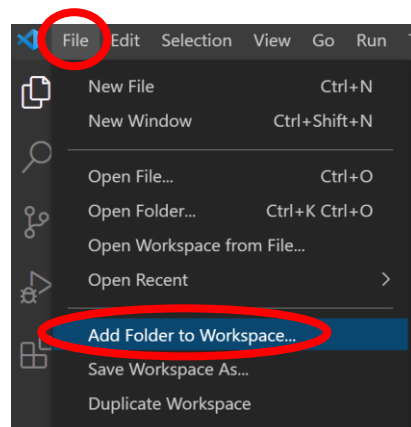 File Edit Selection View Go Run
New File Ctrl+N
New Window Ctrl+Shift+N
Open File... Ctrl+O
Open Folder... Ctrl+K Ctrl+O
Open Workspace from File...
Open Recent
Add Folder to Workspace...
Save Workspace As...
Duplicate Workspace